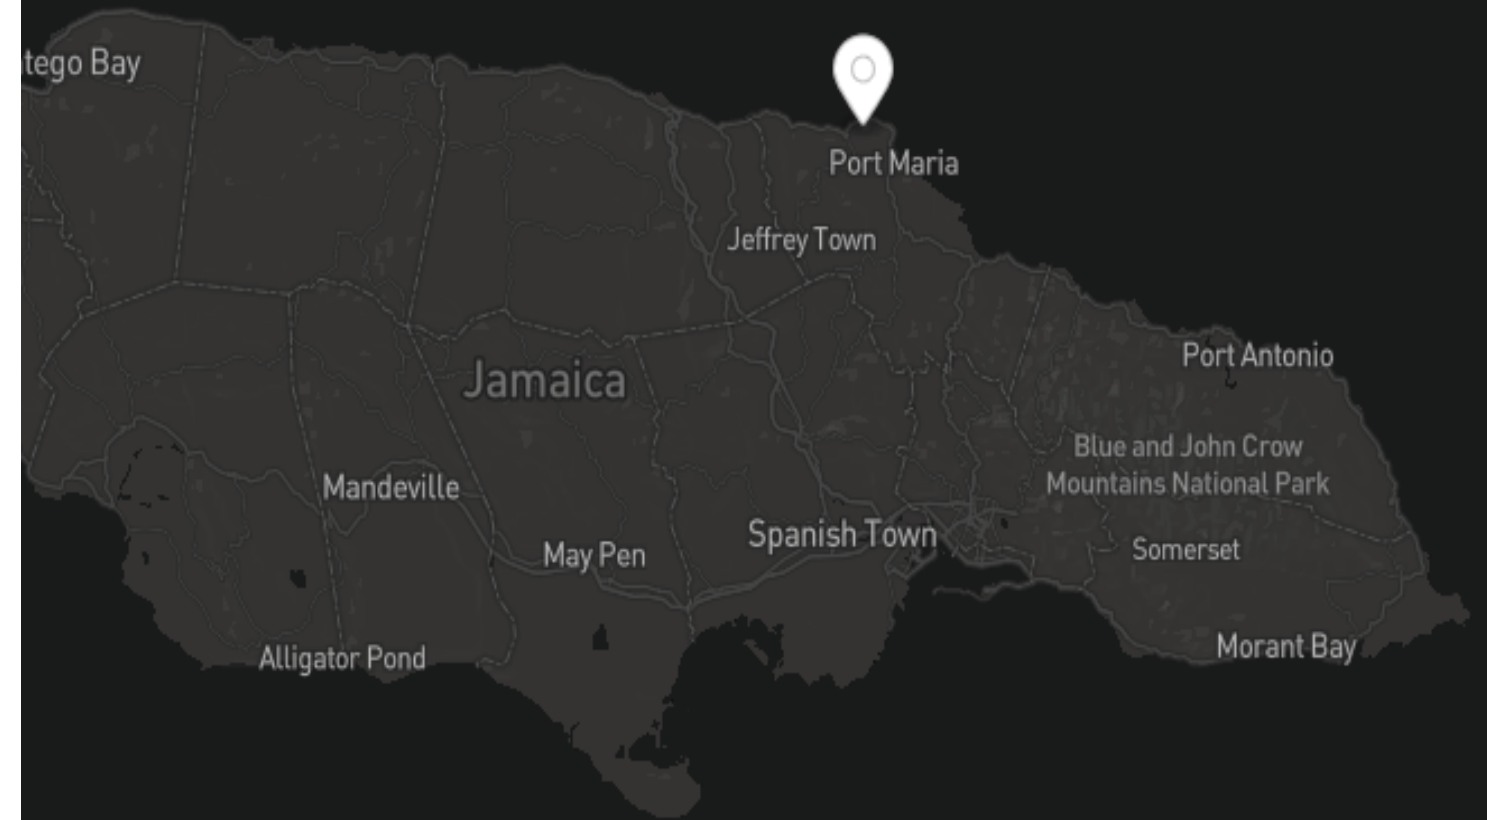 tego Bay
Port Maria
Jeffrey Town
Port Antonio
Jamaica
Blue and John Crow
Mountains National Park
Mandeville
Spanish Town
May Pen
Somerset
Morant Bay
Alligator Pond